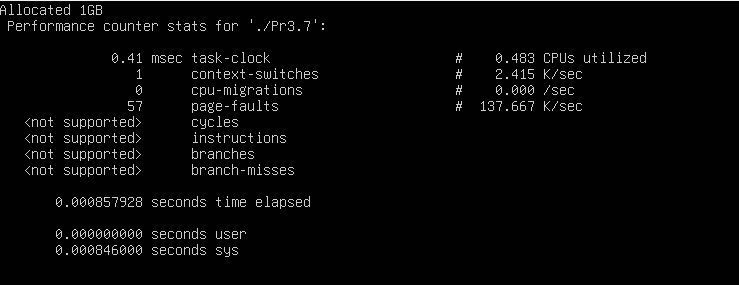 Allocated 1GB
Performance counter stats for './Pr3.7':
0.41 msec task-clock # 0.483 CPUs utilized
1 context-switches # 2.415 K/sec
0 cpu-migrations # 0.000 /sec
57 page-faults # 137.667 K/sec
<not supported> cycles
<not supported> instructions
<not supported> branches
<not supported> branch-misses
0.000857928 seconds time elapsed
0.000000000 seconds user
0.000846000 seconds sys